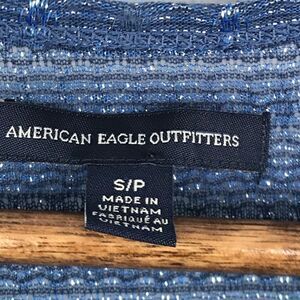 AMERICAN EAGLE OUTFITTERS
S/P
MADE IN
VIETNAM
FABRIQUÉ AU
VIETNAM